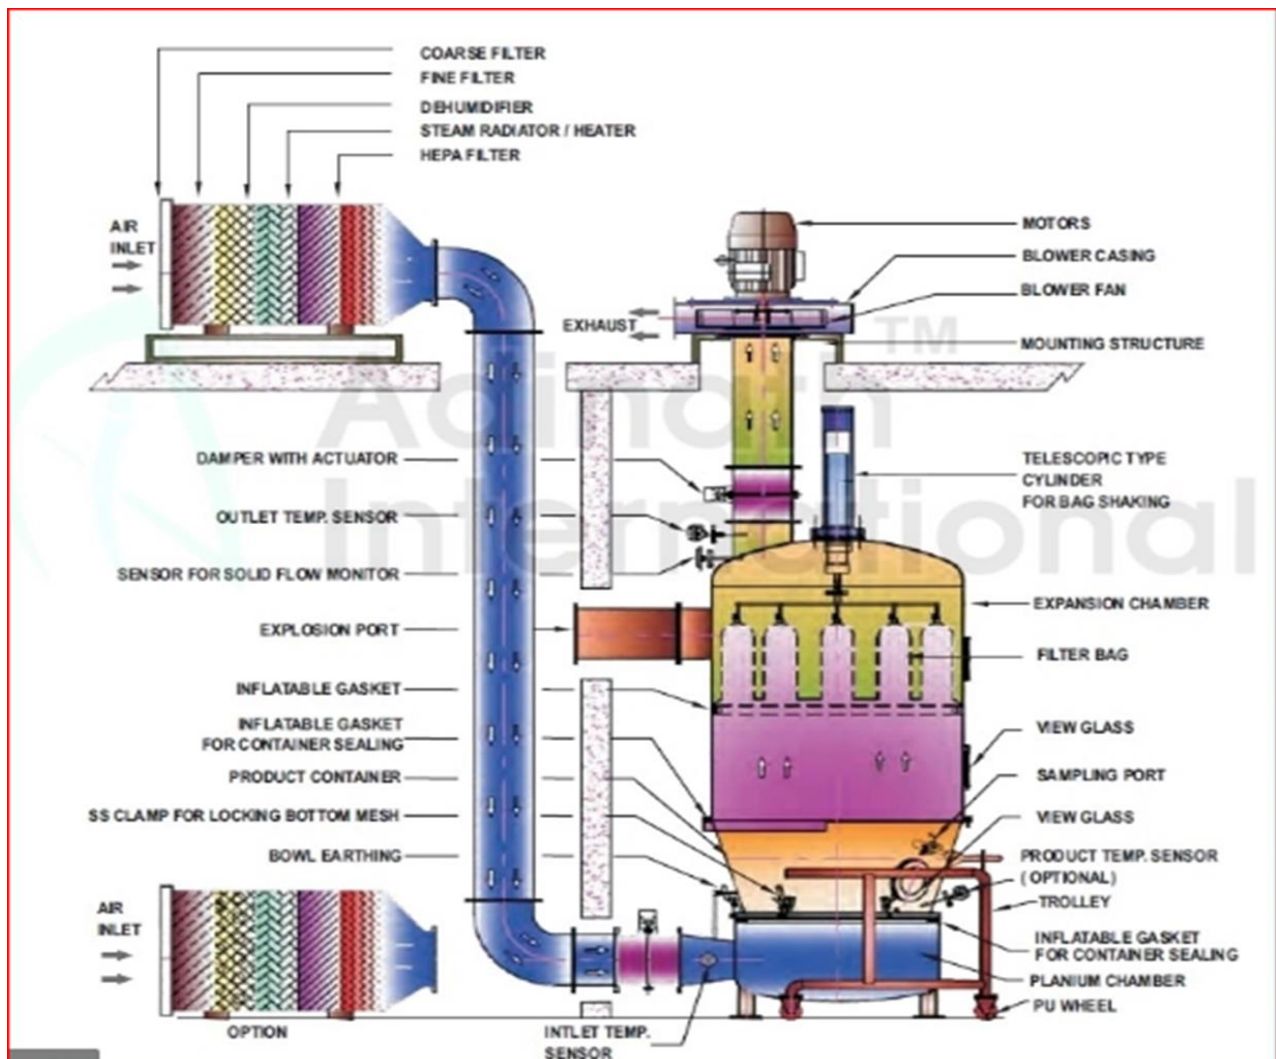 COARSE FILTER
FINE FILTER
DEHUMIDIFIER
STEAM RADIATOR / HEATER
HEPA FILTER
AIR
INLET
MOTORS
BLOWER CASING
BLOWER FAN
EXHAUST
MOUNTING STRUCTURE
TM
Adinath
International
DAMPER WITH ACTUATOR
OUTLET TEMP. SENSOR
SENSOR FOR SOLID FLOW MONITOR
EXPLOSION PORT
INFLATABLE GASKET
INFLATABLE GASKET
FOR CONTAINER SEALING
PRODUCT CONTAINER
SS CLAMP FOR LOCKING BOTTOM MESH
BOWL EARTHING
TELESCOPIC TYPE
CYLINDER
FOR BAG SHAKING
EXPANSION CHAMBER
FILTER BAG
VIEW GLASS
SAMPLING PORT
VIEW GLASS
PRODUCT TEMP. SENSOR
( OPTIONAL)
TROLLEY
INFLATABLE GASKET
FOR CONTAINER SEALING
PLANIUM CHAMBER
PU WHEEL
AIR
INLET
OPTION
INTLET TEMP.
SENSOR